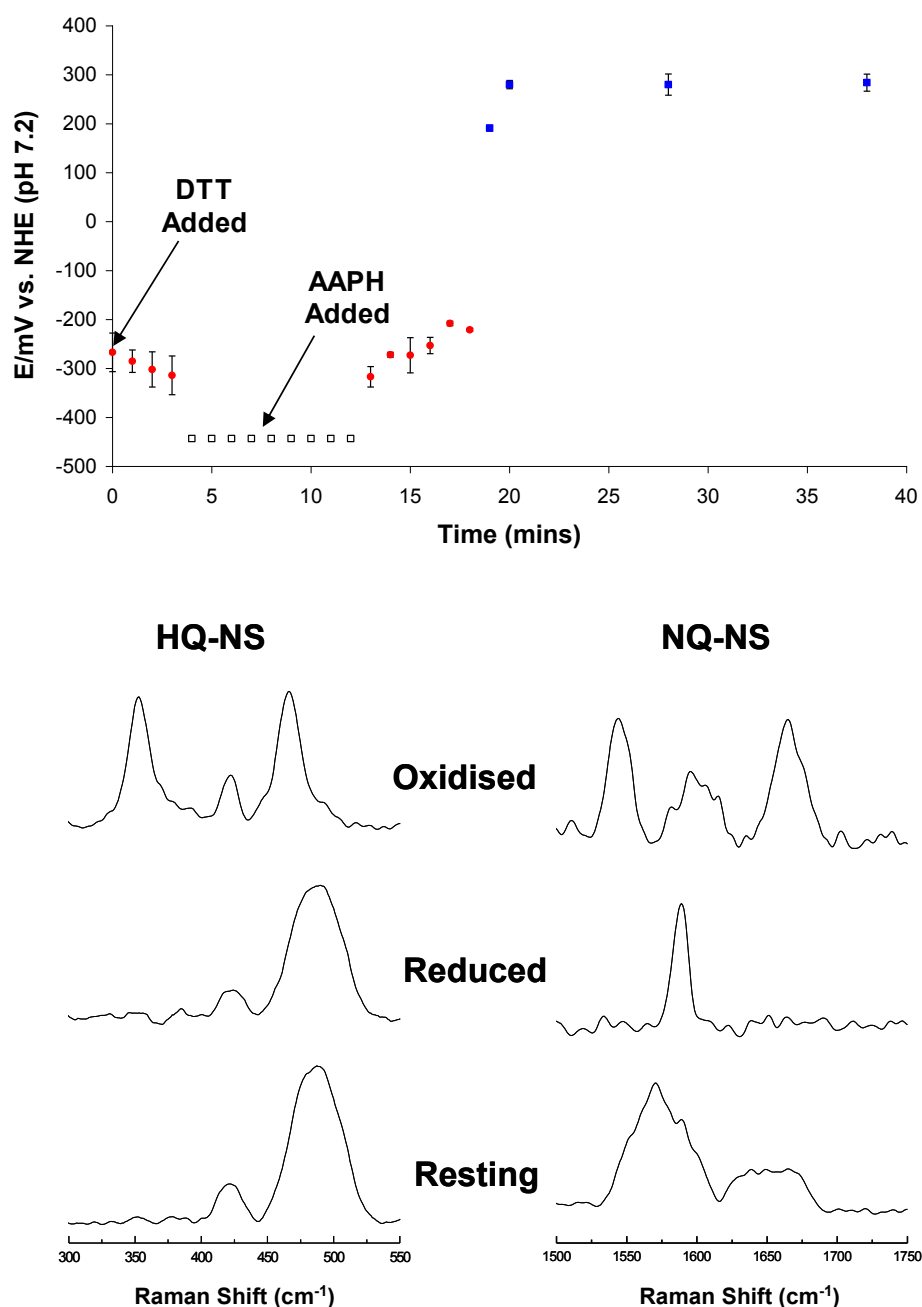 400
300
200
100
0
-100
-200
-300
-400
-500
E/mV vs. NHE (pH 7.2)
DTT
Added
AAPH
Added
0 5 10 15 20 25 30 35 40
Time (mins)
HQ-NS NQ-NS
Oxidised
Reduced
Resting
300 350 400 450 500 550 1500 1550 1600 1650 1700 1750
Raman Shift (cm⁻¹) Raman Shift (cm⁻¹)